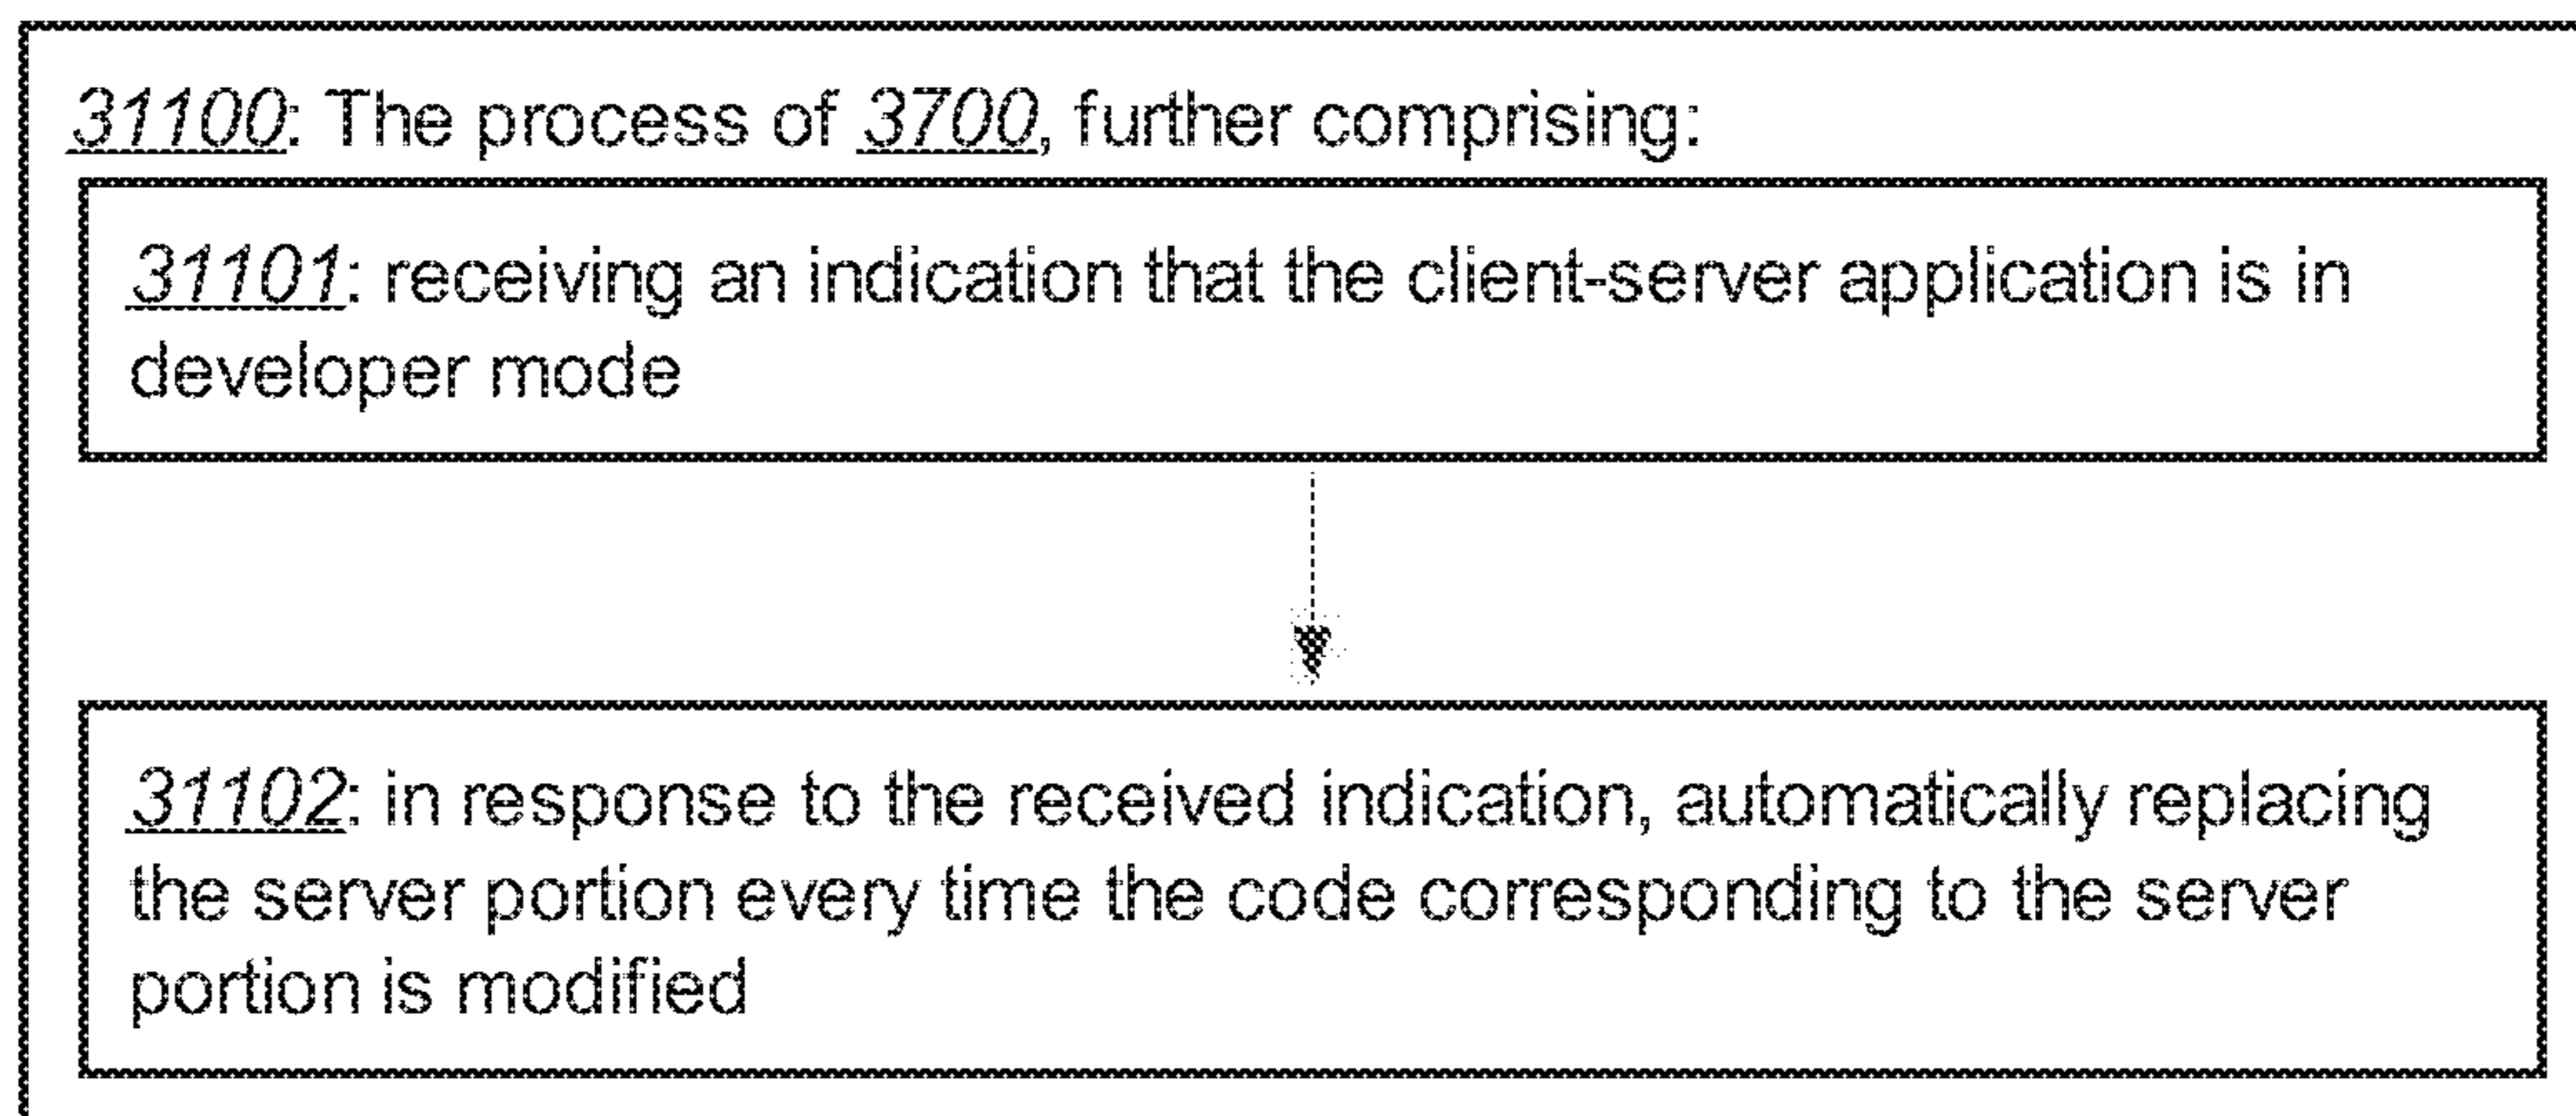 31100: The process of 3700, further comprising:
31101: receiving an indication that the client-server application is in
developer mode
31102: in response to the received indication, automatically replacing
the server portion every time the code corresponding to the server
portion is modified